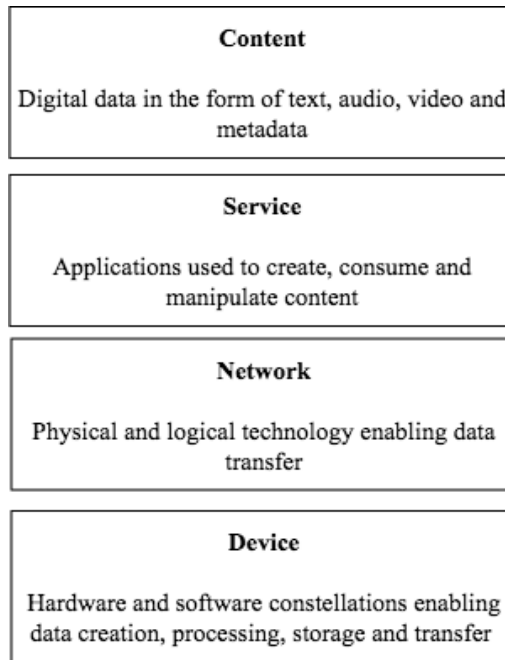 Content
Digital data in the form of text, audio, video and
metadata
Service
Applications used to create, consume and
manipulate content
Network
Physical and logical technology enabling data
transfer
Device
Hardware and software constellations enabling
data creation, processing, storage and transfer